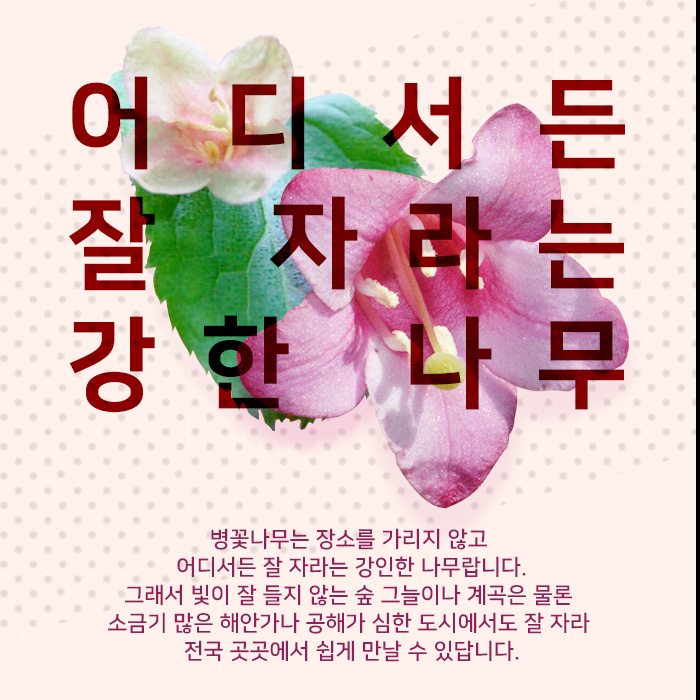 어디서든
잘 자라는
강한 나무
병꽃나무는 장소를 가리지 않고
어디서든 잘 자라는 강인한 나무랍니다.
그래서 빛이 잘 들지 않는 숲 그늘이나 계곡은 물론
소금기 많은 해안가나 공해가 심한 도시에서도 잘 자라
전국 곳곳에서 쉽게 만날 수 있답니다.